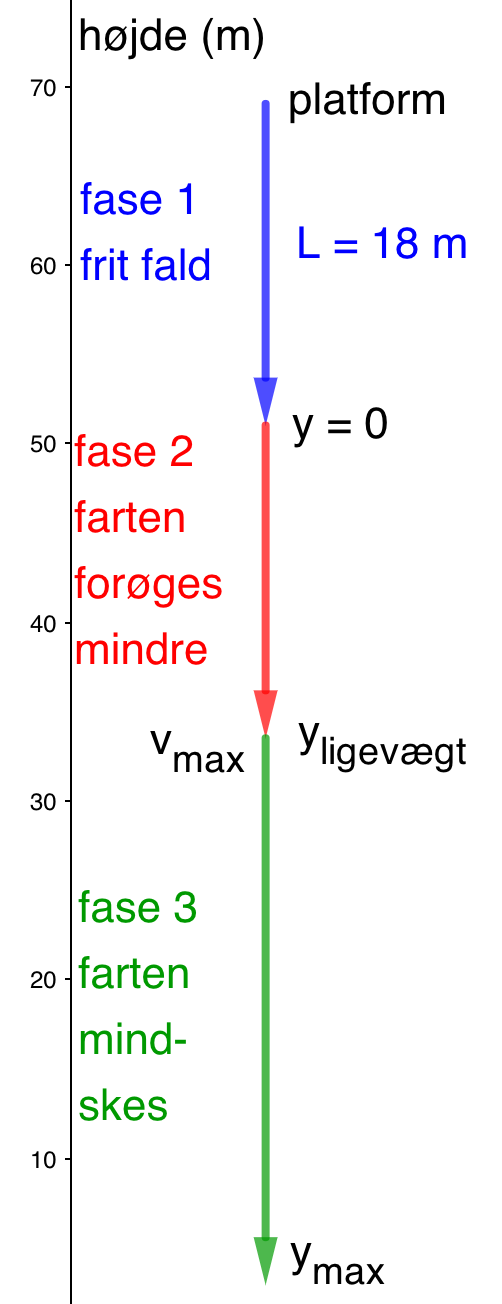 højde (m)
70
platform
fase 1
L = 18 m
60
frit fald
y = 0
50
fase 2
farten
forøges
40
mindre
v_max
y_ligevægt
30
fase 3
20
farten
mind-
skes
10
y_max